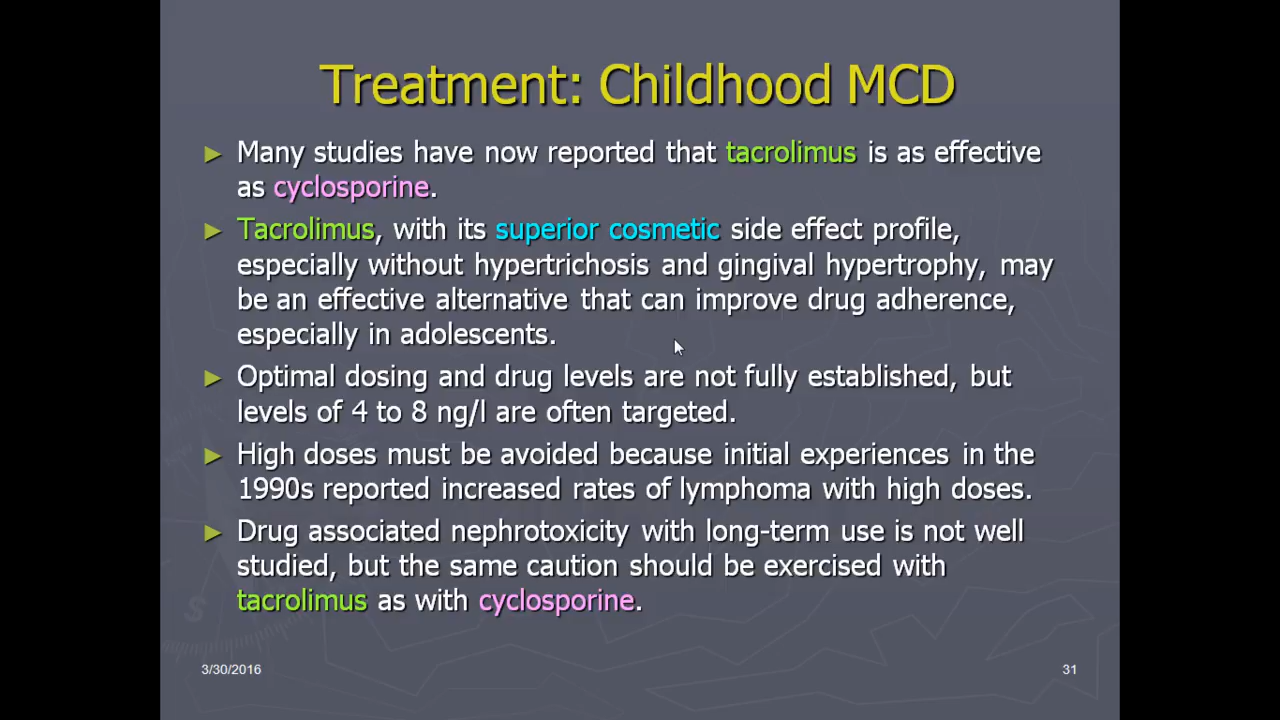 Treatment: Childhood MCD
► Many studies have now reported that tacrolimus is as effective
as cyclosporine.
► Tacrolimus, with its superior cosmetic side effect profile,
especially without hypertrichosis and gingival hypertrophy, may
be an effective alternative that can improve drug adherence,
especially in adolescents.
► Optimal dosing and drug levels are not fully established, but
levels of 4 to 8 ng/l are often targeted.
► High doses must be avoided because initial experiences in the
1990s reported increased rates of lymphoma with high doses.
► Drug associated nephrotoxicity with long-term use is not well
studied, but the same caution should be exercised with
tacrolimus as with cyclosporine.
S
3/30/2016
31